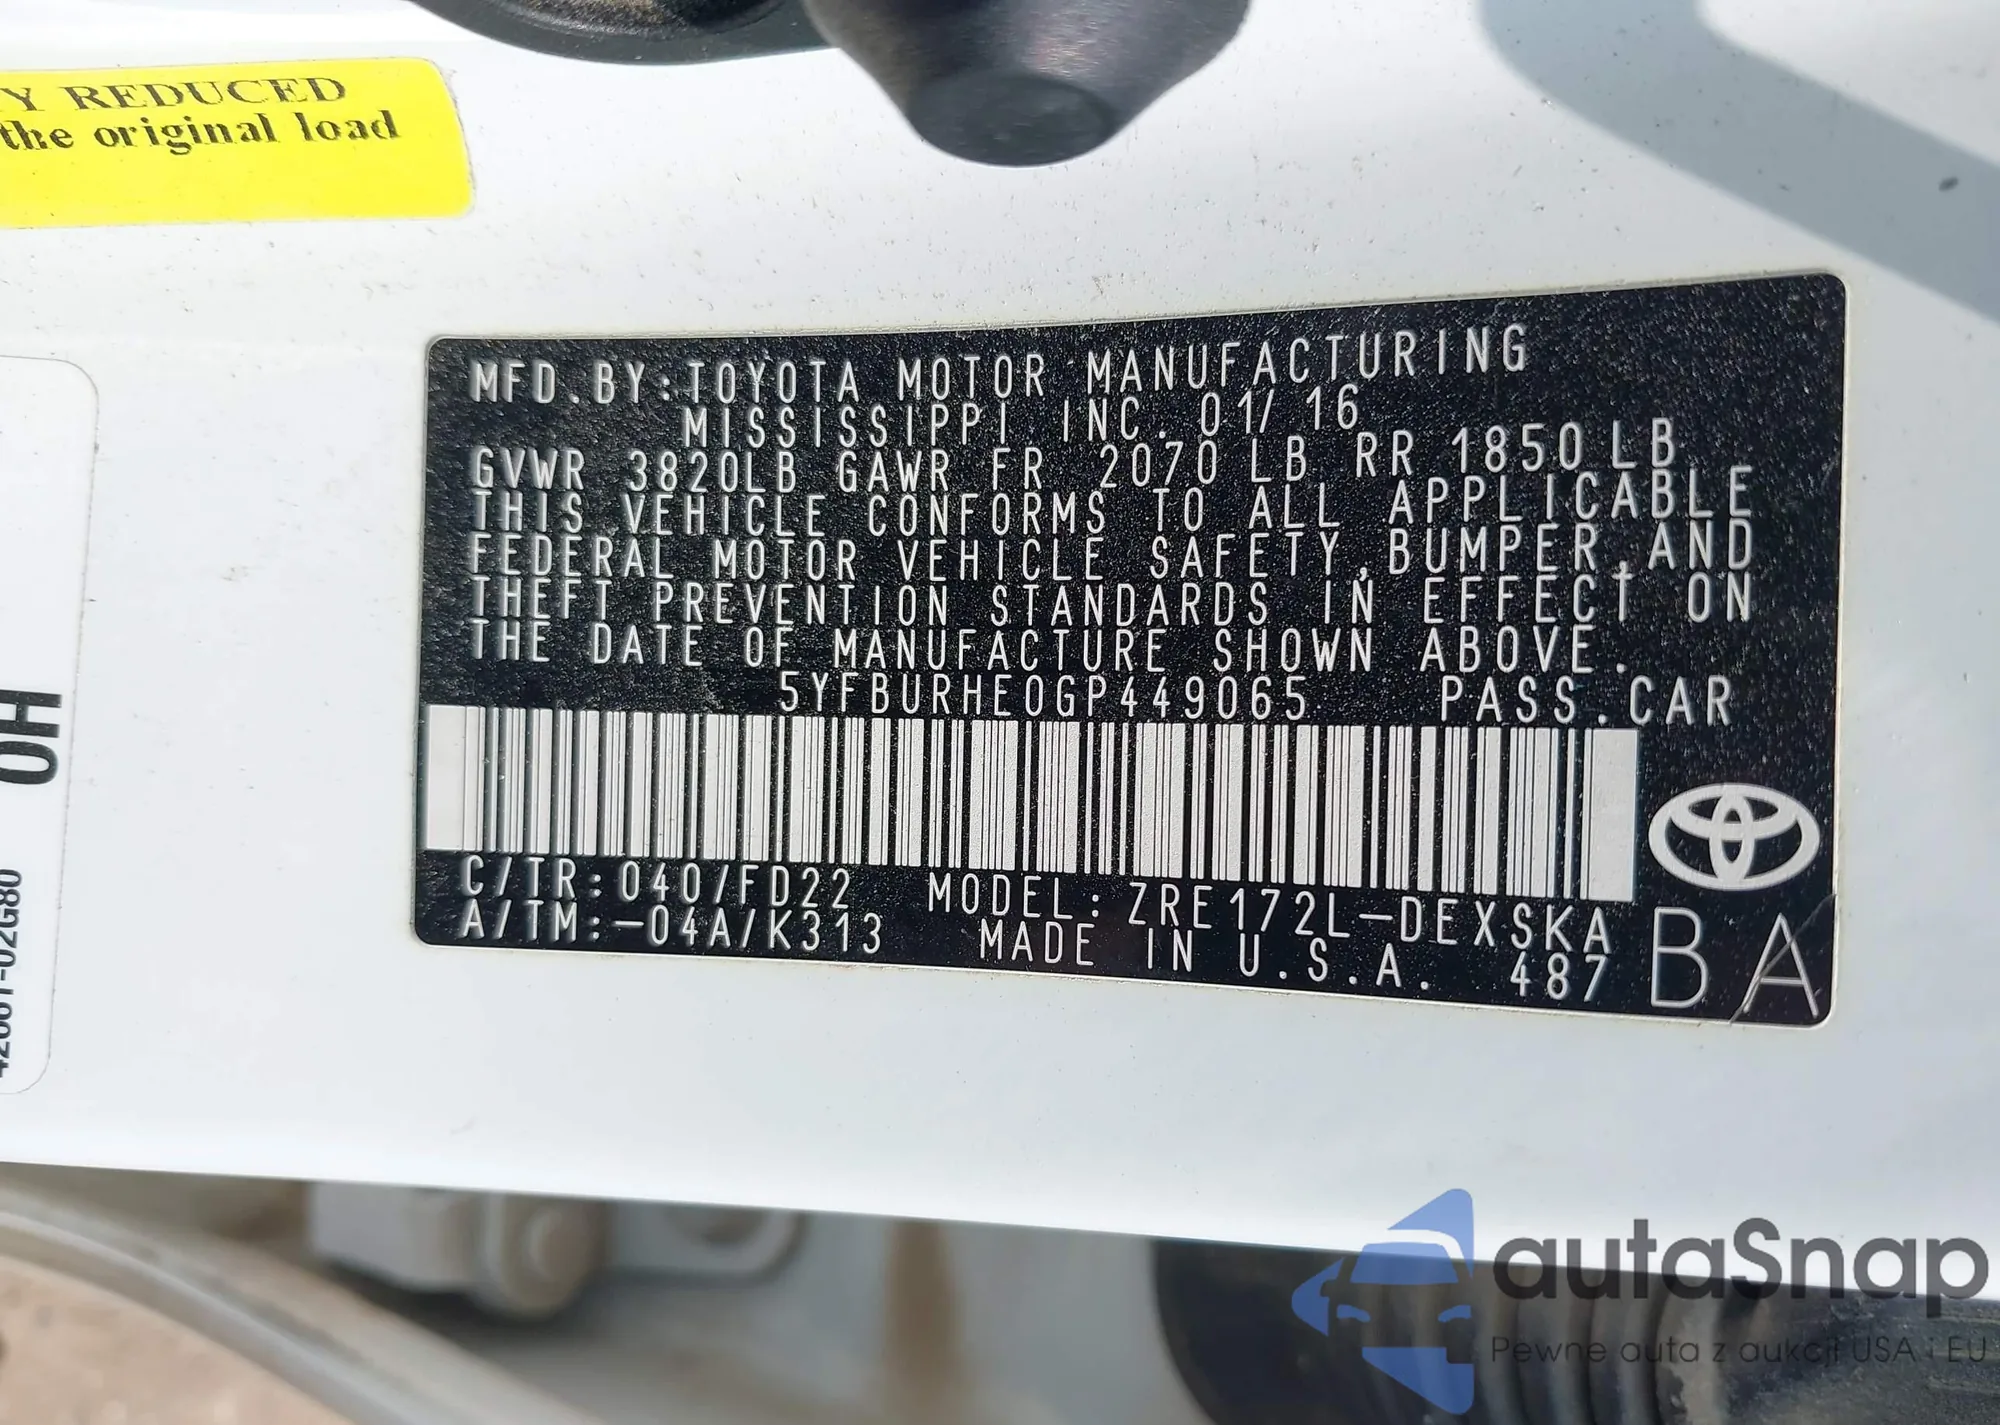 Y REDUCED
the original load
MFD.BY:TOYOTA MOTOR MANUFACTURING
MISSISSIPPI INC. 01/16
GVWR 3820LB GAWR FR 2070 LB RR 1850LB
THIS VEHICLE CONFORMS TO ALL APPLICABLE
FEDERAL MOTOR VEHICLE SAFETY,BUMPER,AND
THEFT PREVENTION STANDARDS IN EFFECT ON
THE DATE OF MANUFACTURE SHOWN ABOVE.
5YFBURHE0GP449065 PASS.CAR
C/TR:040/FD22 MODEL:ZRE172L-DEXSKA
A/TM:-04A/K313 MADE IN U.S.A. 487 BA
0H
autaSnap
Pewne auta z aukcji USA i EU